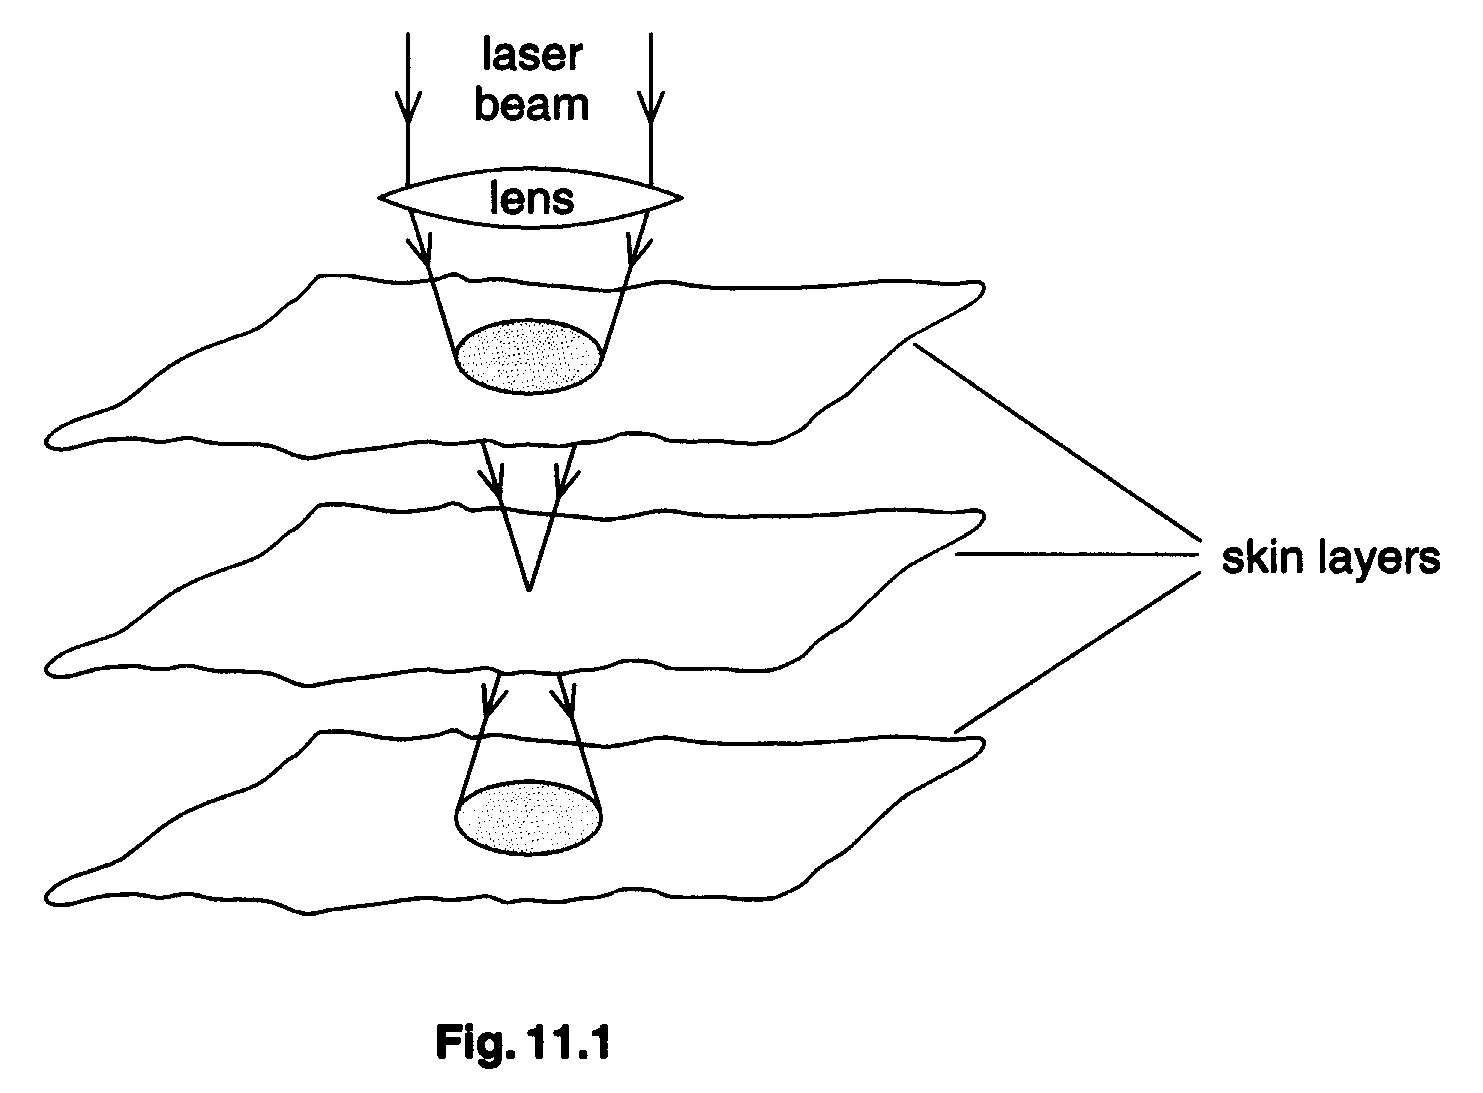 laser
beam
lens
skin layers
Fig. 11.1